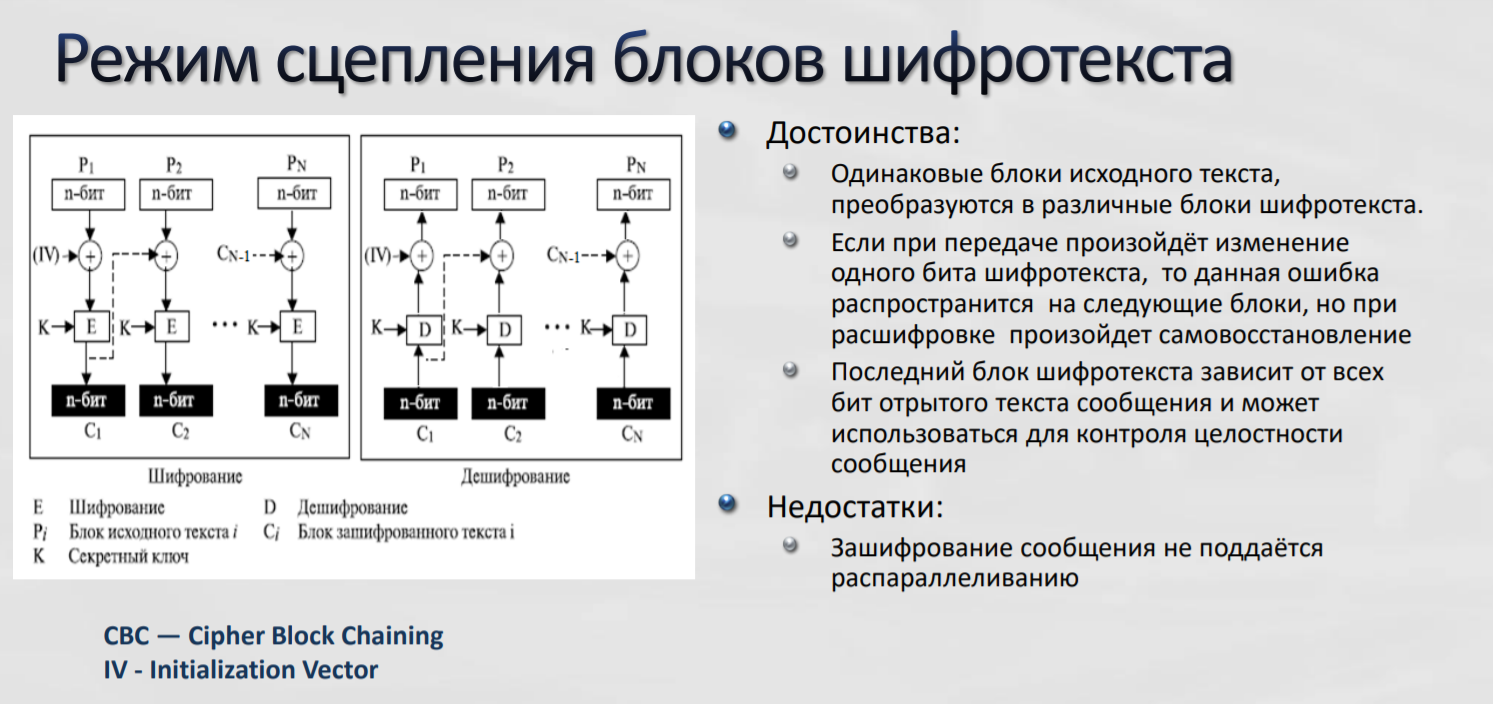 Режим сцепления блоков шифротекста
P1 P2 PN
n-бит n-бит n-бит
(IV) + + CN-1 +
K E K E ... K E
n-бит n-бит n-бит
C1 C2 CN
Шифрование
P1 P2 PN
n-бит n-бит n-бит
(IV) + + CN-1 +
K D K D ... K D
n-бит n-бит n-бит
C1 C2 CN
Дешифрование
E Шифрование D Дешифрование
Pi Блок исходного текста i Ci Блок зашифрованного текста i
K Секретный ключ
CBC — Cipher Block Chaining
IV - Initialization Vector
Достоинства:
Одинаковые блоки исходного текста,
преобразуются в различные блоки шифротекста.
Если при передаче произойдёт изменение
одного бита шифротекста, то данная ошибка
распространится на следующие блоки, но при
расшифровке произойдет самовосстановление
Последний блок шифротекста зависит от всех
бит отрытого текста сообщения и может
использоваться для контроля целостности
сообщения
Недостатки:
Зашифрование сообщения не поддаётся
распараллеливанию